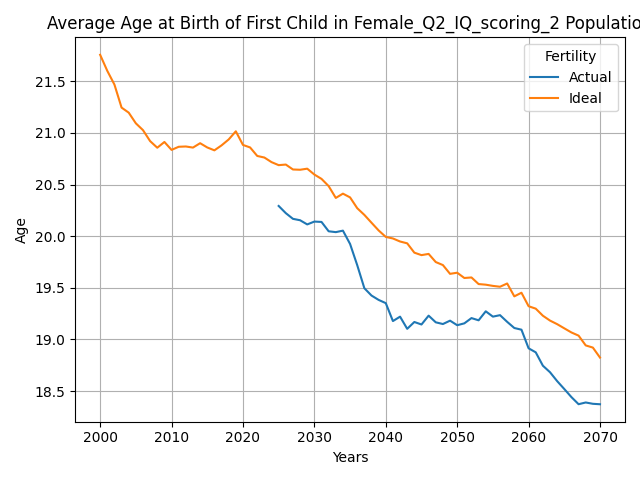 Average Age at Birth of First Child in Female_Q2_IQ_scoring_2 Populatio
Fertility
Actual
Ideal
21.5
21.0
20.5
20.0
19.5
19.0
18.5
Age
2000
2010
2020
2030
2040
2050
2060
2070
Years